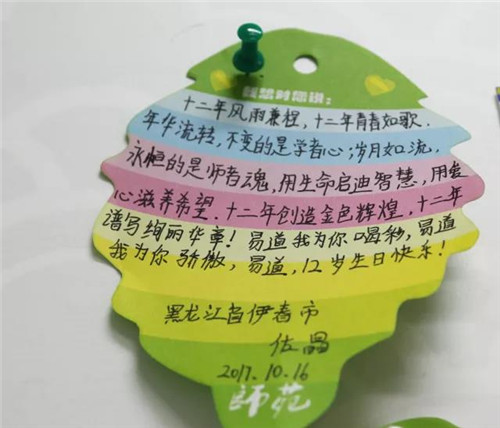 我想对您说：
十二年风雨兼程，十二年青春如歌.
年华流转，不变的是学者心；岁月如流，
永恒的是师者魂，用生命启迪智慧，用爱
心滋养希望.十二年创造金色辉煌，十二年
谱写绚丽华章！易道我为你喝彩，易道
我为你骄傲，易道，12岁生日快乐！
黑龙江省伊春市
佐晶
2017.10.16
师苑